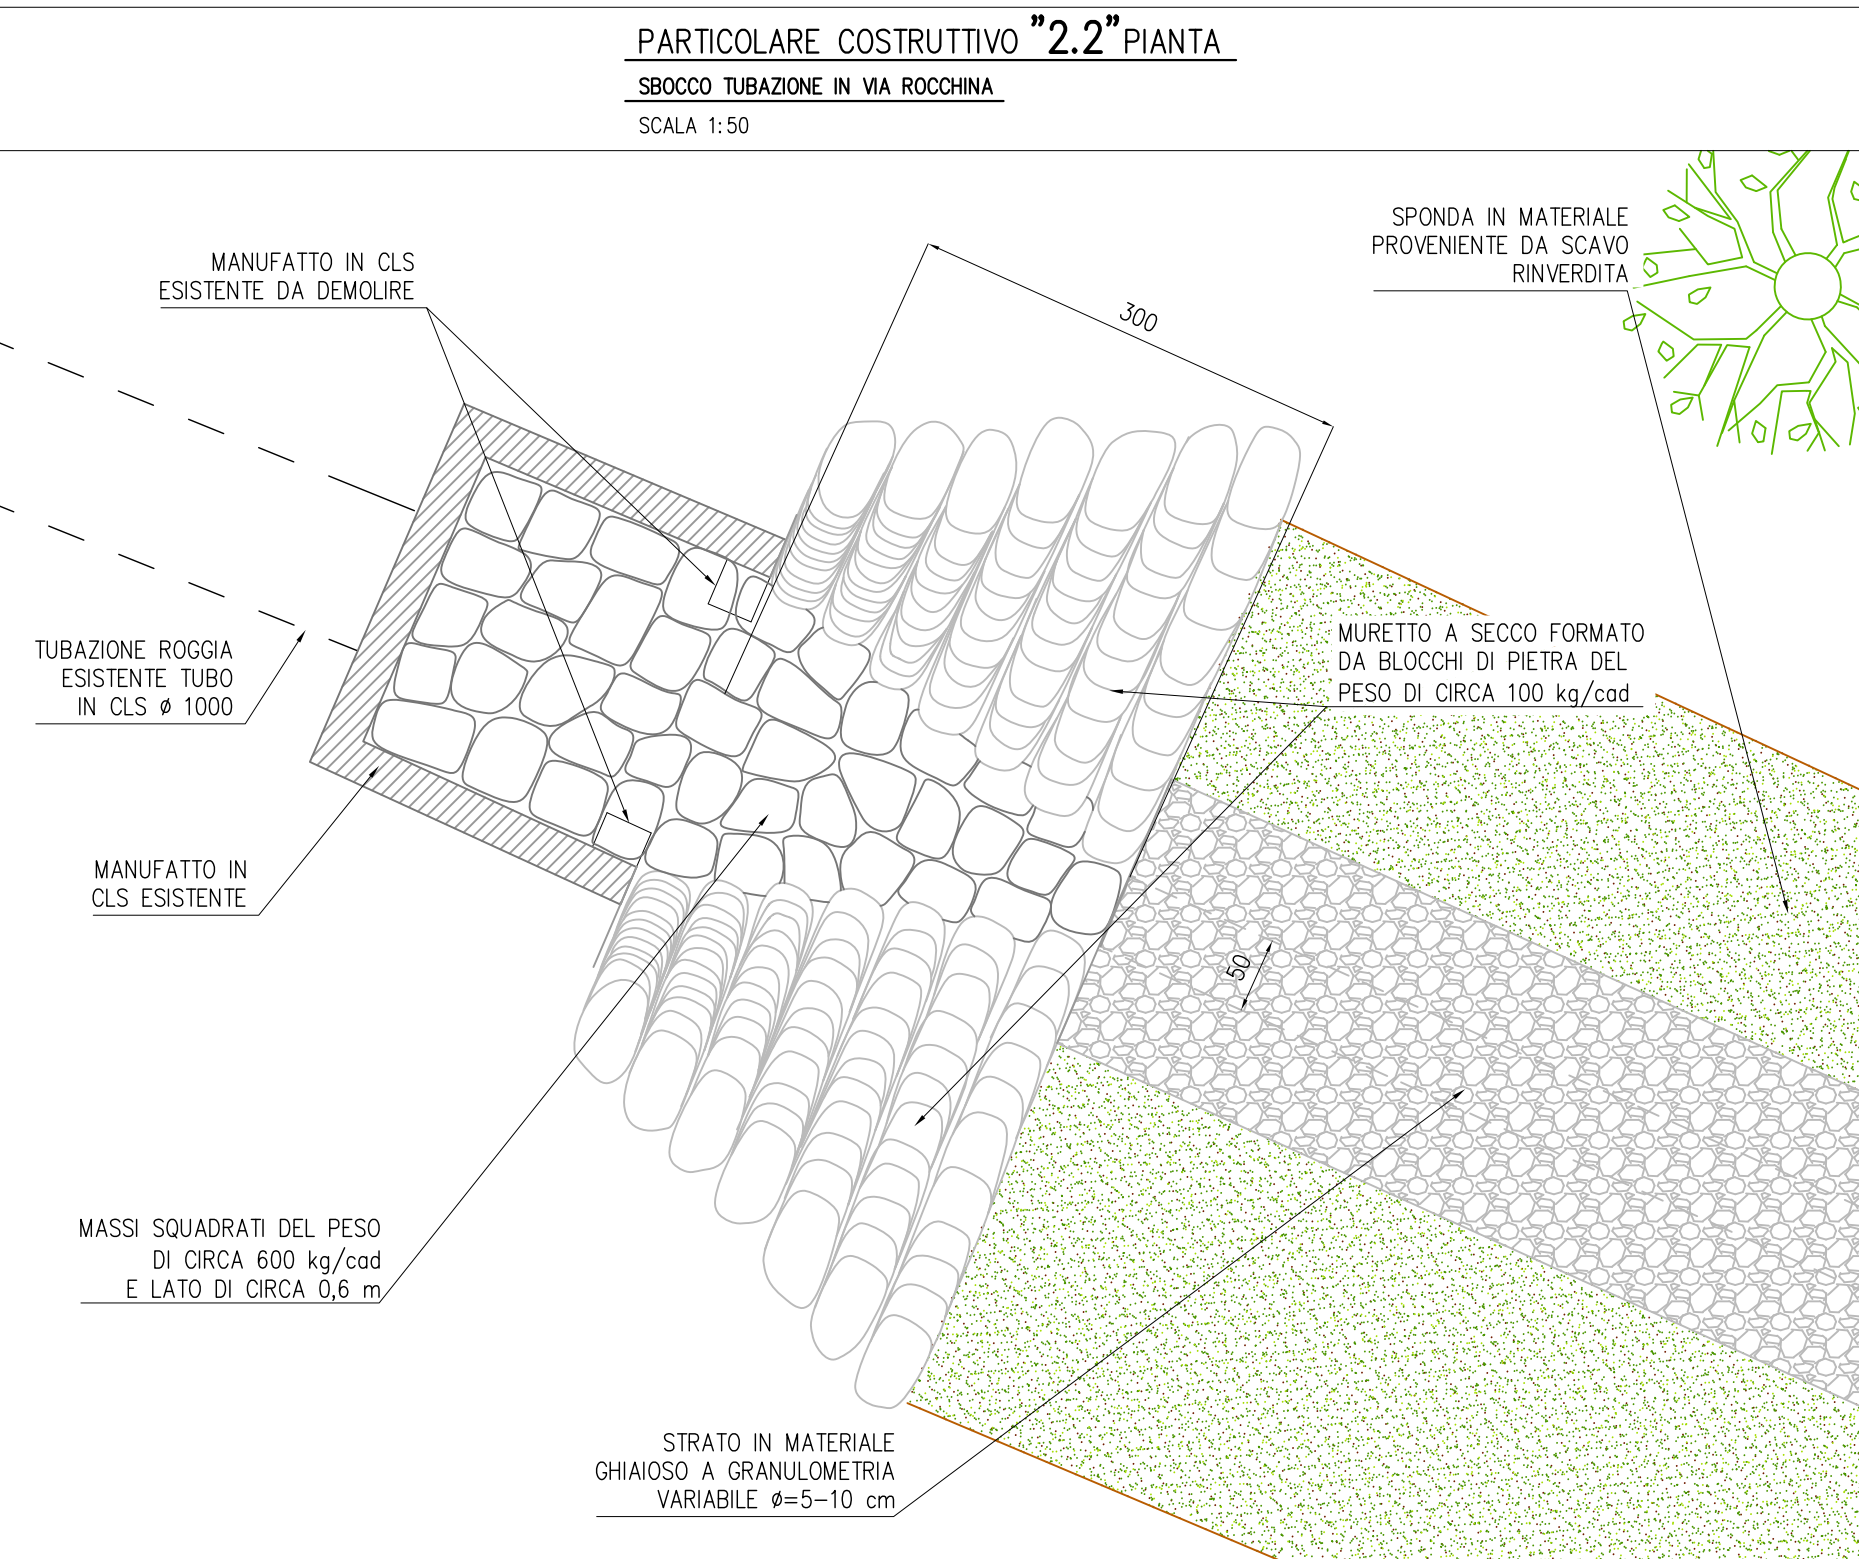 PARTICOLARE COSTRUTTIVO "2.2" PIANTA
SBOCCO TUBAZIONE IN VIA ROCCHINA
SCALA 1:50
SPONDA IN MATERIALE
PROVENIENTE DA SCAVO
RINVERDITA
MANUFATTO IN CLS
ESISTENTE DA DEMOLIRE
300
TUBAZIONE ROGGIA
ESISTENTE TUBO
IN CLS ø 1000
MURETTO A SECCO FORMATO
DA BLOCCHI DI PIETRA DEL
PESO DI CIRCA 100 kg/cad
MANUFATTO IN
CLS ESISTENTE
50
MASSI SQUADRATI DEL PESO
DI CIRCA 600 kg/cad
E LATO DI CIRCA 0,6 m
STRATO IN MATERIALE
GHIAIOSO A GRANULOMETRIA
VARIABILE ø=5-10 cm